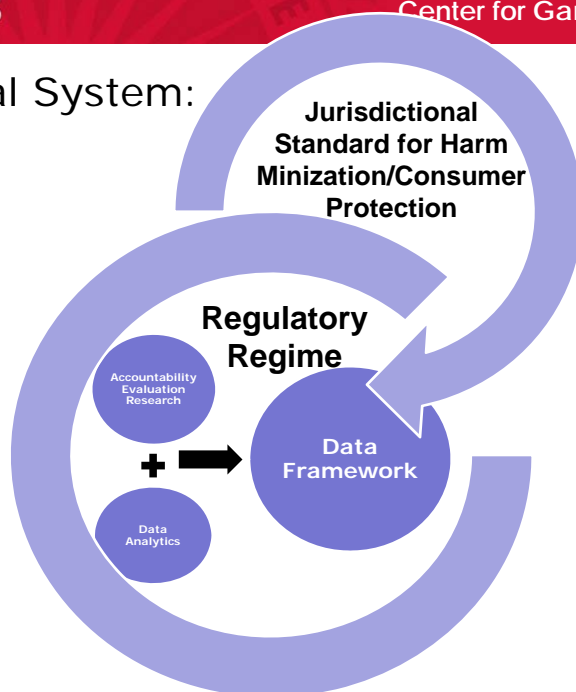 Center for Gar
al System:
Jurisdictional
Standard for Harm
Minization/Consumer
Protection
Regulatory
Regime
Accountability
Evaluation
Research
+
Data
Framework
Data
Analytics